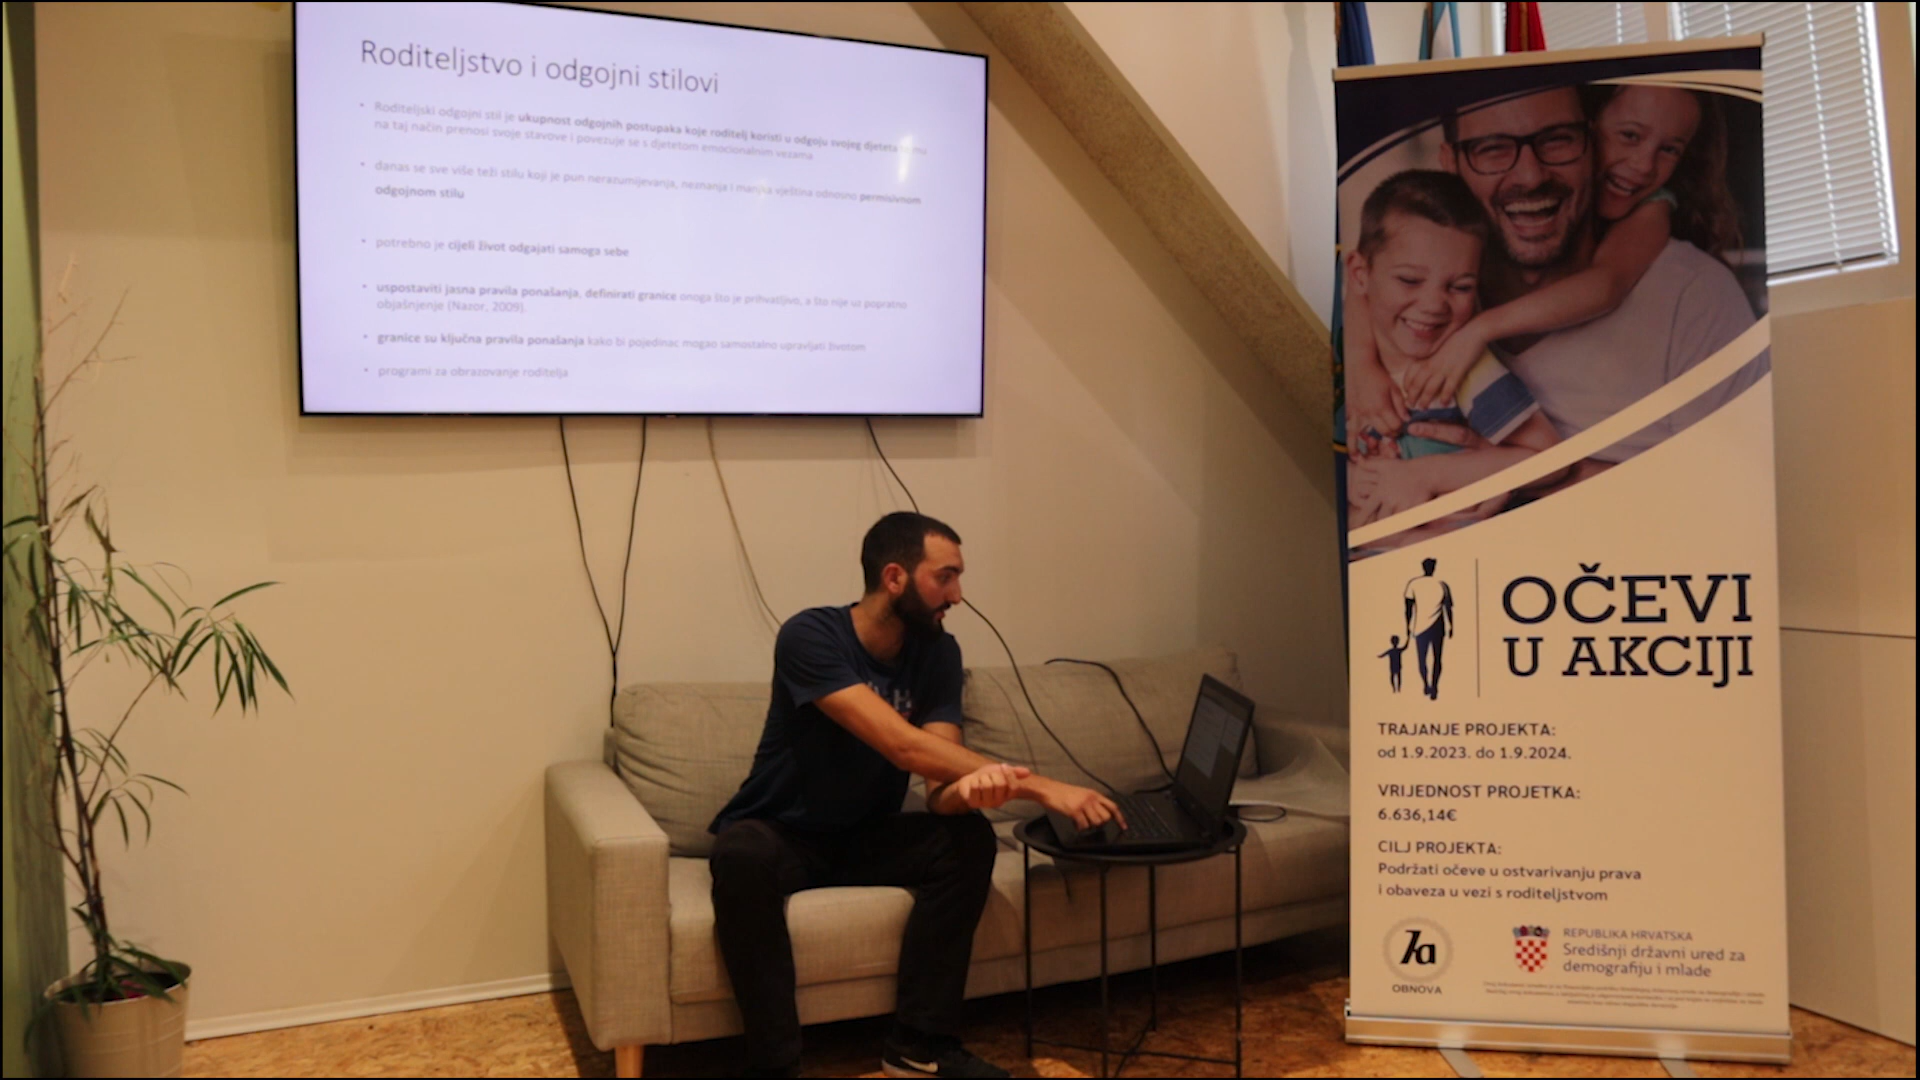 Roditeljstvo i odgojni stilovi
• Roditeljski odgojni stil je ukupnost odgojnih postupaka koje roditelj koristi u odgoju svojeg djeteta
na taj način prenosi svoje stavove i povezuje se s djetetom emocionalnim vezama
• danas se sve više teži stilu koji je pun nerazumijevanja, neznanja i manjka vještina odnosno permisivnom
odgojnom stilu
• potrebno je cijeli život odgajati samoga sebe
• uspostaviti jasna pravila ponašanja, definirati granice onoga što je prihvatljivo, a što nije uz popratno
objašnjenje (Nazor, 2009).
• granice su ključna pravila ponašanja kako bi pojedinac mogao samostalno upravljati životom
• programi za obrazovanje roditelja
OČEVI
U AKCIJI
TRAJANJE PROJEKTA:
od 1.9.2023. do 1.9.2024.
VRIJEDNOST PROJETKA:
6.636,14€
CILJ PROJEKTA:
Podržati očeve u ostvarivanju prava
i obaveza u vezi s roditeljstvom
za
OBNOVA
REPUBLIKA HRVATSKA
Središnji državni ured za
demografiju i mlade